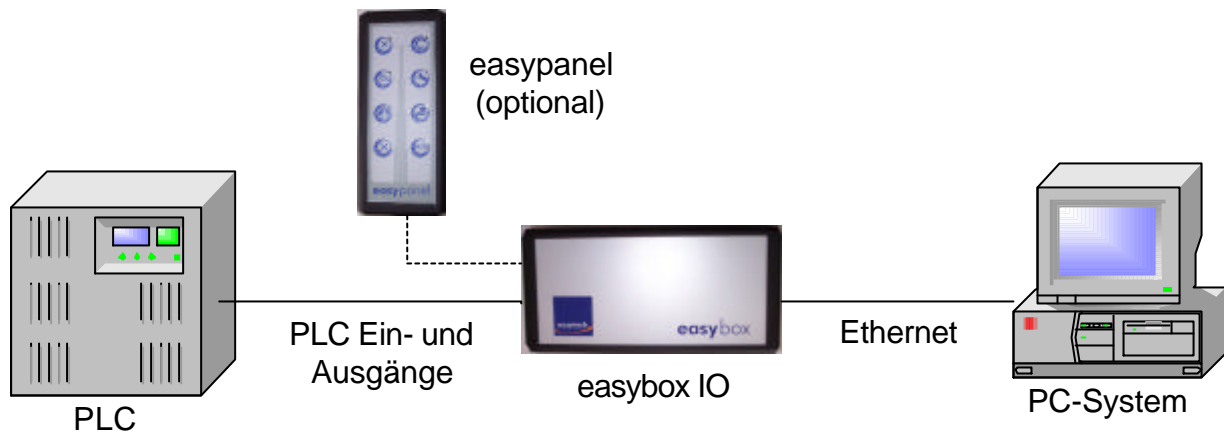 easypanel
(optional)
easypanel
PLC Ein- und
Ausgänge
easybox
easybox IO
Ethernet
PLC
PC-System